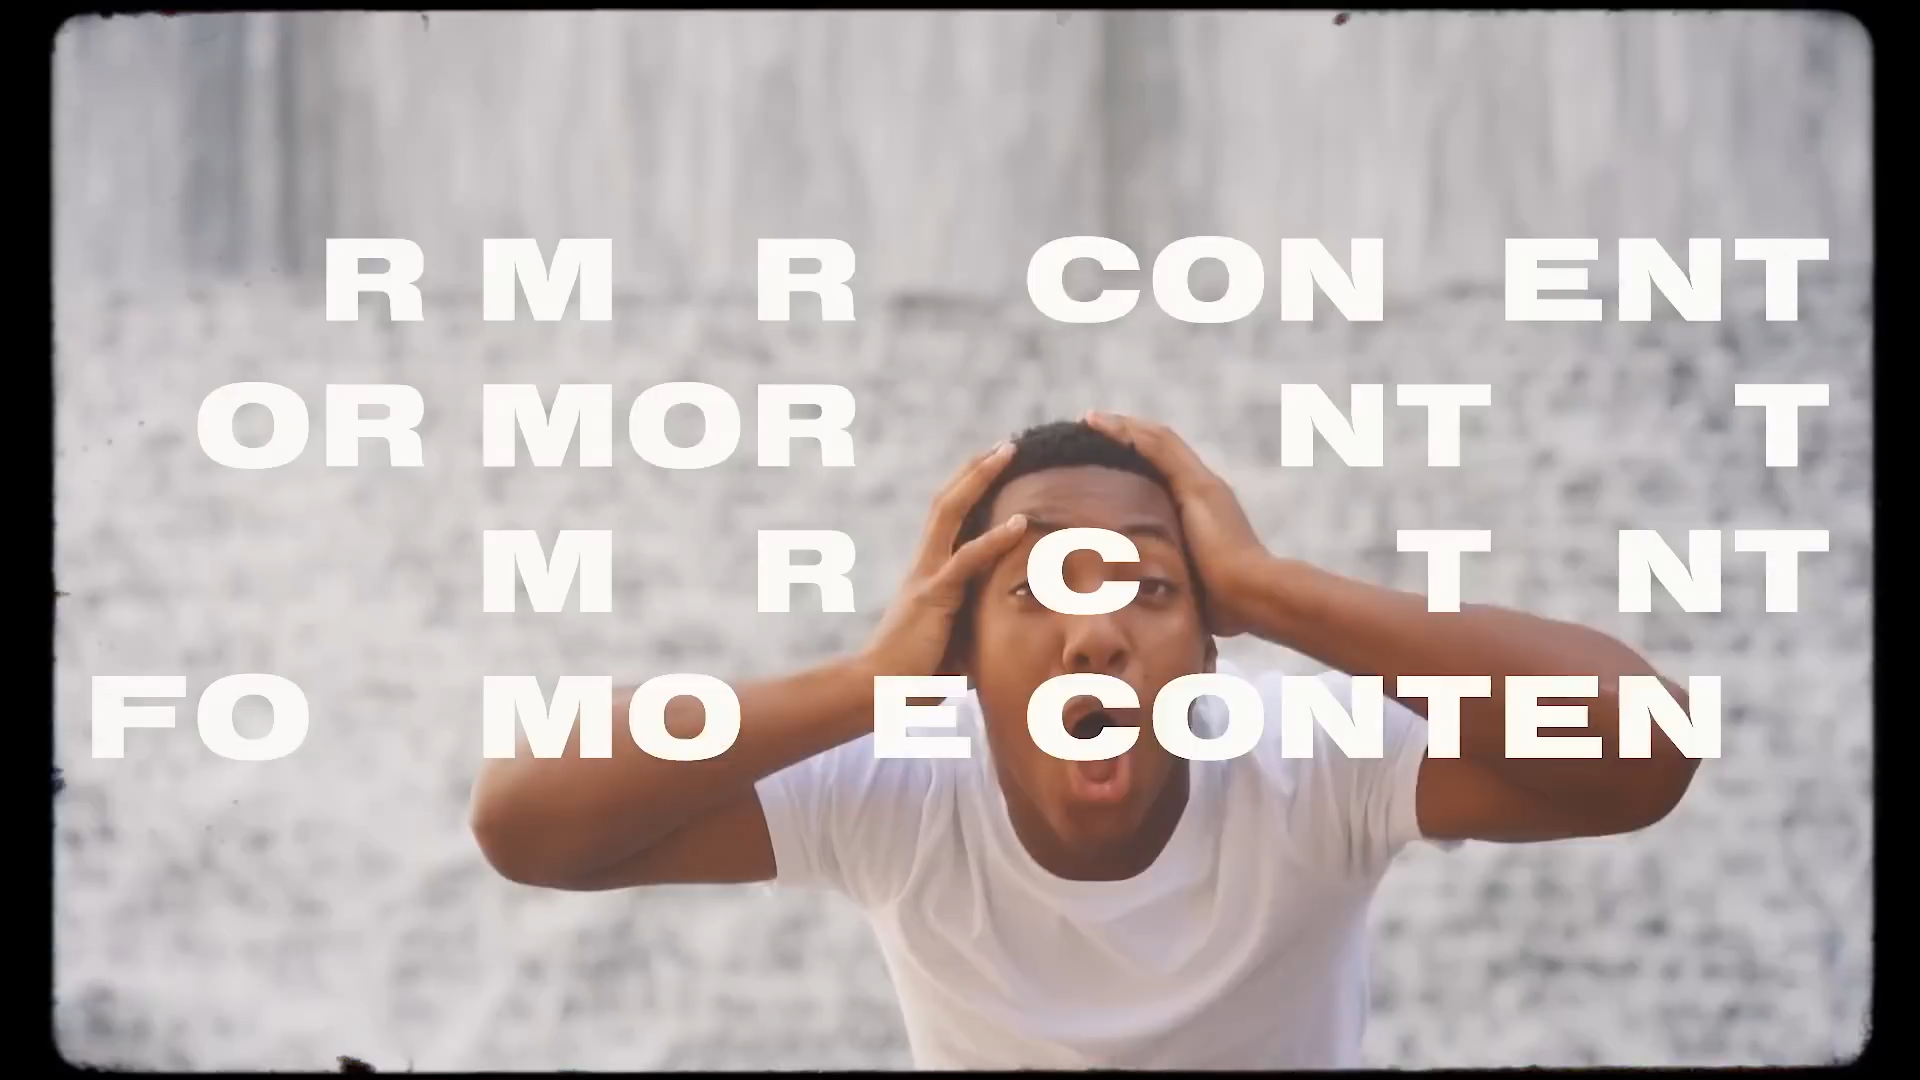 R M R CON ENT
OR MOR NT T
M R C T NT
FO MO E CONTEN